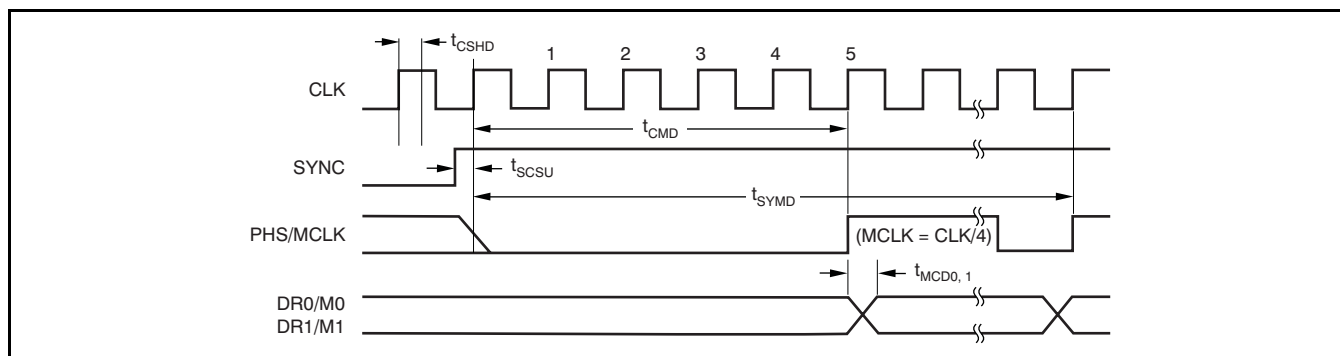 tCSHD
1 2 3 4 5
CLK
tCMD
SYNC
tSCSU
tSYMD
PHS/MCLK
(MCLK = CLK/4)
tMCD0, 1
DR0/M0
DR1/M1